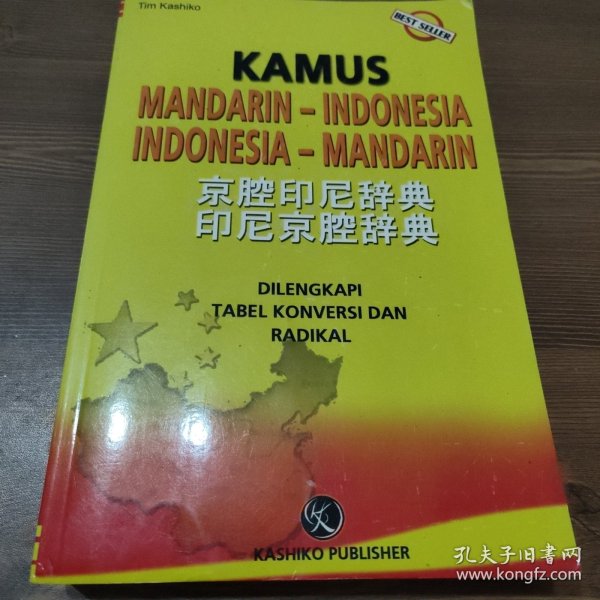 Tim Kashiko
BEST SELLER
KAMUS
MANDARIN – INDONESIA
INDONESIA – MANDARIN
京腔印尼辞典
印尼京腔辞典
DILENGKAPI
TABEL KONVERSI DAN
RADIKAL
KASHIKO PUBLISHER
孔夫子旧书网
www.kongfz.com